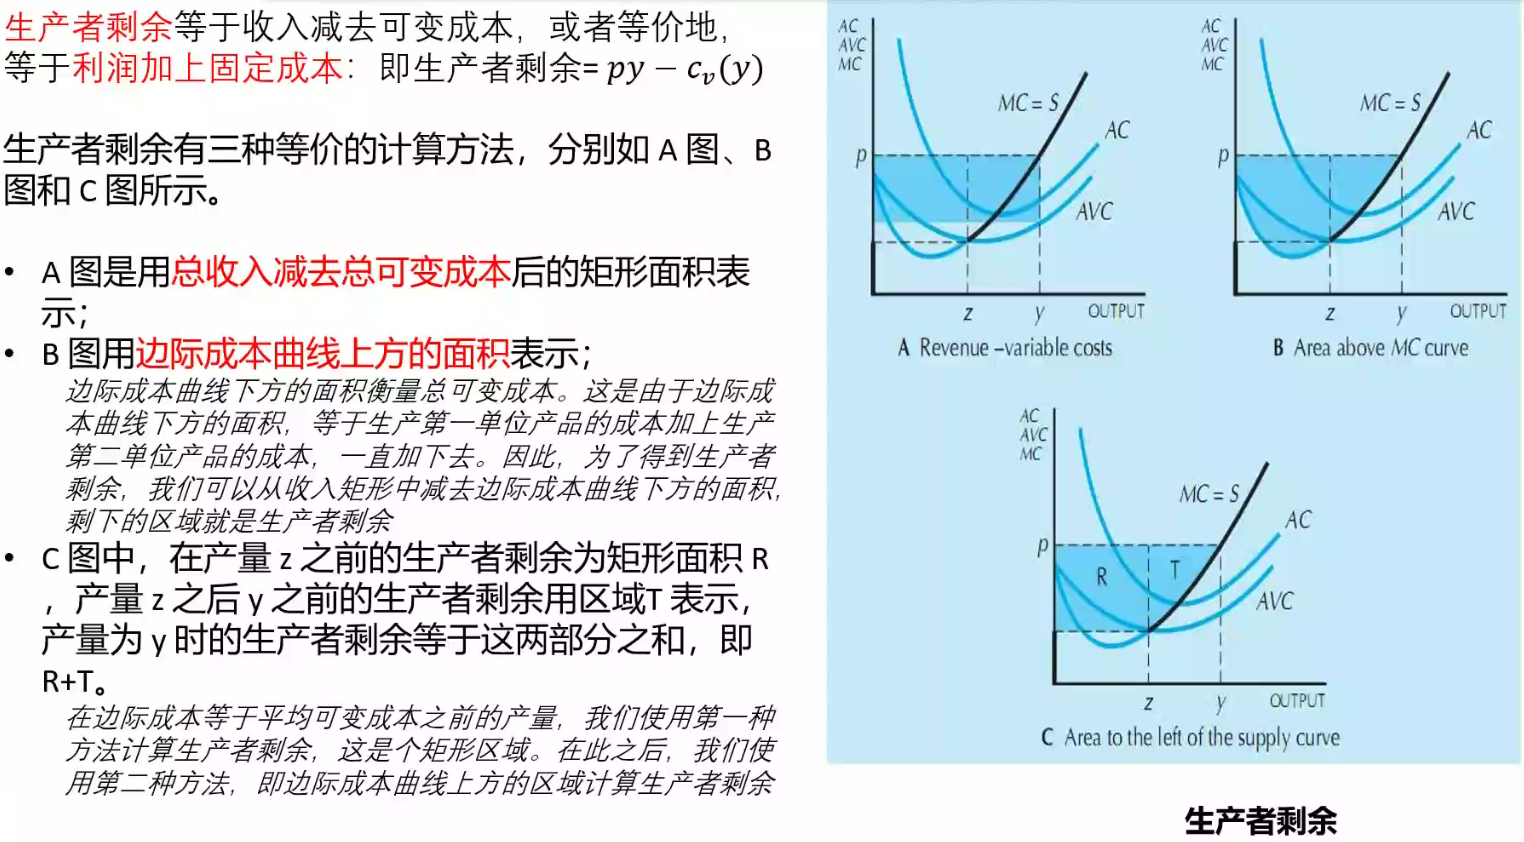 生产者剩余等于收入减去可变成本，或者等价地，
等于利润加上固定成本：即生产者剩余= py − cᵥ(y)
生产者剩余有三种等价的计算方法，分别如 A 图、B
图和 C 图所示。
• A 图是用总收入减去总可变成本后的矩形面积表
示；
• B 图用边际成本曲线上方的面积表示；
边际成本曲线下方的面积衡量总可变成本。这是由于边际成
本曲线下方的面积，等于生产第一单位产品的成本加上生产
第二单位产品的成本，一直加下去。因此，为了得到生产者
剩余，我们可以从收入矩形中减去边际成本曲线下方的面积，
剩下的区域就是生产者剩余
• C 图中，在产量 z 之前的生产者剩余为矩形面积 R
，产量 z 之后 y 之前的生产者剩余用区域T 表示，
产量为 y 时的生产者剩余等于这两部分之和，即
R+T。
在边际成本等于平均可变成本之前的产量，我们使用第一种
方法计算生产者剩余，这是个矩形区域。在此之后，我们使
用第二种方法，即边际成本曲线上方的区域计算生产者剩余
AC
AVC
MC
MC = S
AC
p
AVC
z
y
OUTPUT
A Revenue –variable costs
AC
AVC
MC
MC = S
AC
p
AVC
z
y
OUTPUT
B Area above MC curve
AC
AVC
MC
MC = S
AC
p
R
T
AVC
z
y
OUTPUT
C Area to the left of the supply curve
生产者剩余